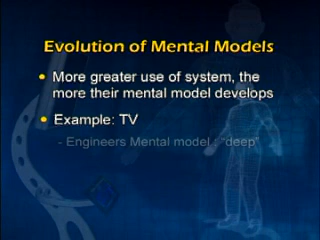 Evolution of Mental Models
• More greater use of system, the
more their mental model develops
• Example: TV
- Engineers Mental model : "deep"